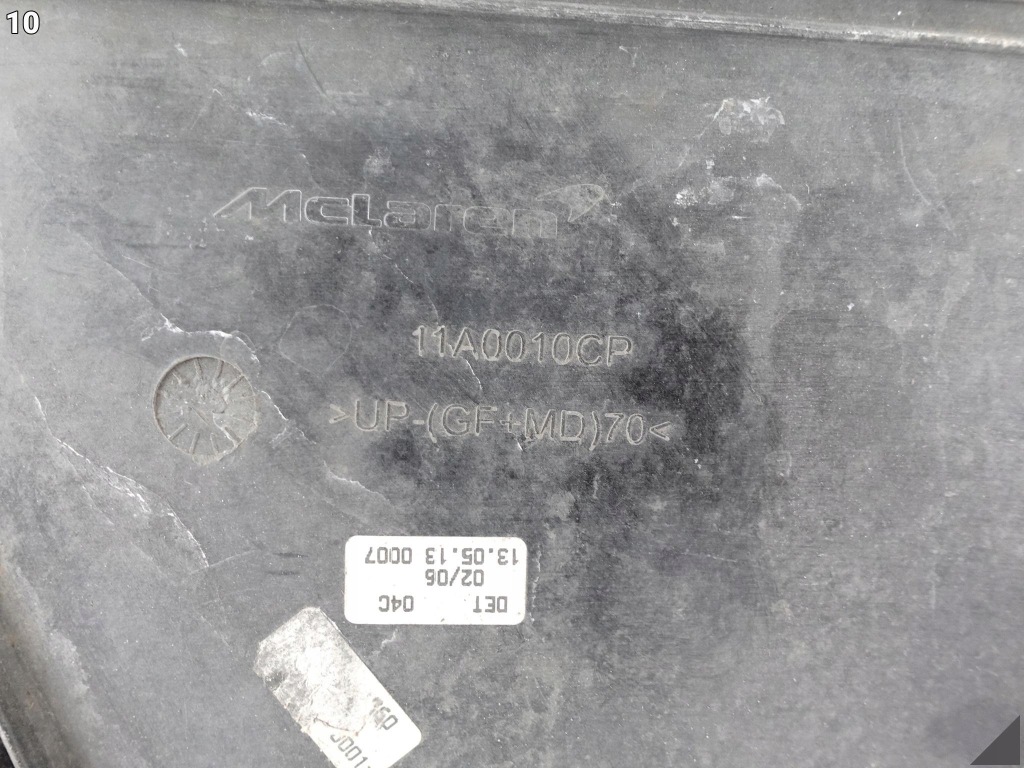 10
McLaren
11A0010CP
>UP-(GF+MD)70<
DET 04C
02/06
13.05.13 0007